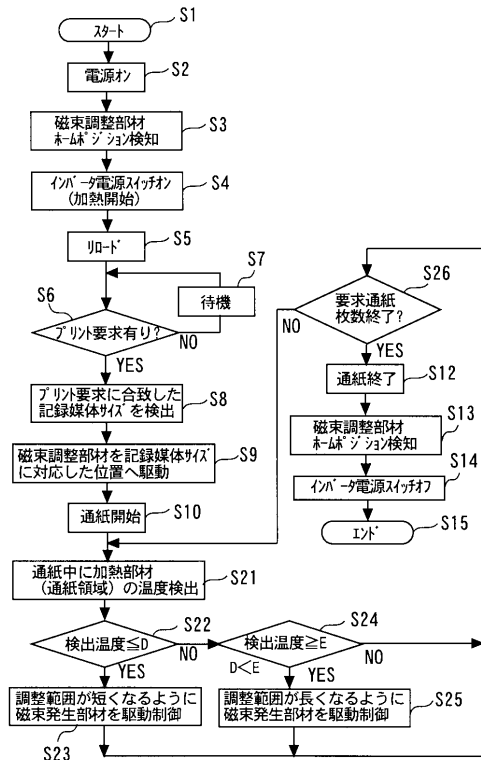 スタート
S1
電源オン
S2
磁束調整部材
ホームポジション検知
S3
インバータ電源スイッチオン
(加熱開始)
S4
リロード
S5
S6
プリント要求有り?
NO
YES
S7
待機
プリント要求に合致した
記録媒体サイズを検出
S8
磁束調整部材を記録媒体サイズ
に対応した位置へ駆動
S9
通紙開始
S10
通紙中に加熱部材
(通紙領域)の温度検出
S21
検出温度≦D
S22
NO
YES
調整範囲が短くなるように
磁束発生部材を駆動制御
S23
検出温度≧E
S24
D<E
NO
YES
調整範囲が長くなるように
磁束発生部材を駆動制御
S25
要求通紙
枚数終了?
S26
NO
YES
通紙終了
S12
磁束調整部材
ホームポジション検知
S13
インバータ電源スイッチオフ
S14
エンド
S15